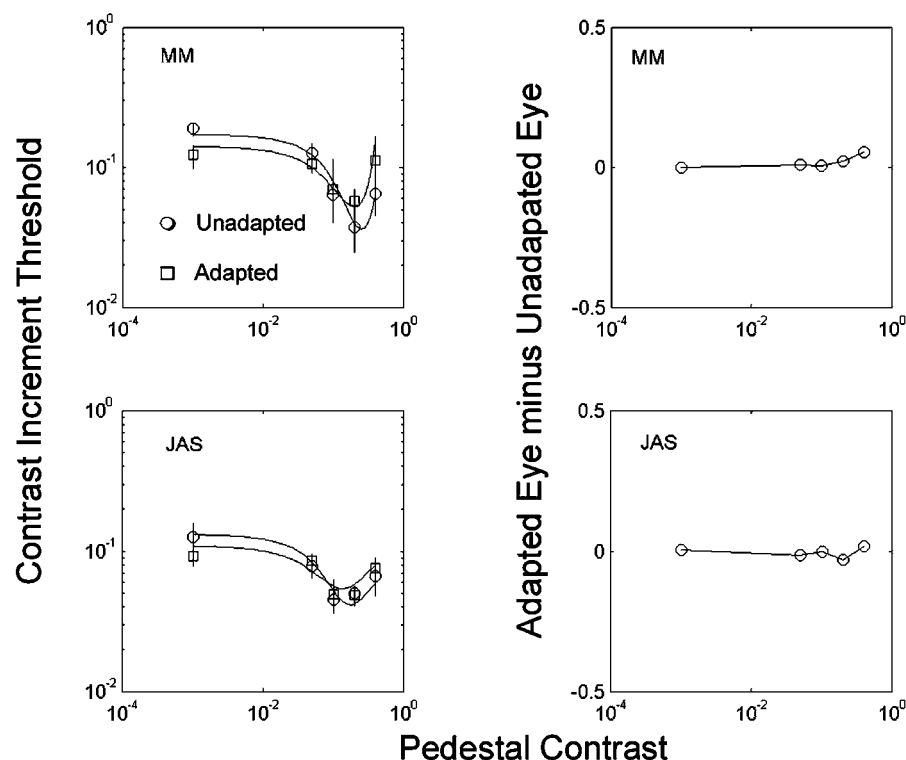 Contrast Increment Threshold
10^0
10^-1
10^-2
10^-4
10^-2
10^0
MM
Unadapted
Adapted
Adapted Eye minus Unadapated Eye
0.5
0
-0.5
10^-4
10^-2
10^0
MM
10^0
10^-1
10^-2
10^-4
10^-2
10^0
JAS
0.5
0
-0.5
10^-4
10^-2
10^0
JAS
Pedestal Contrast